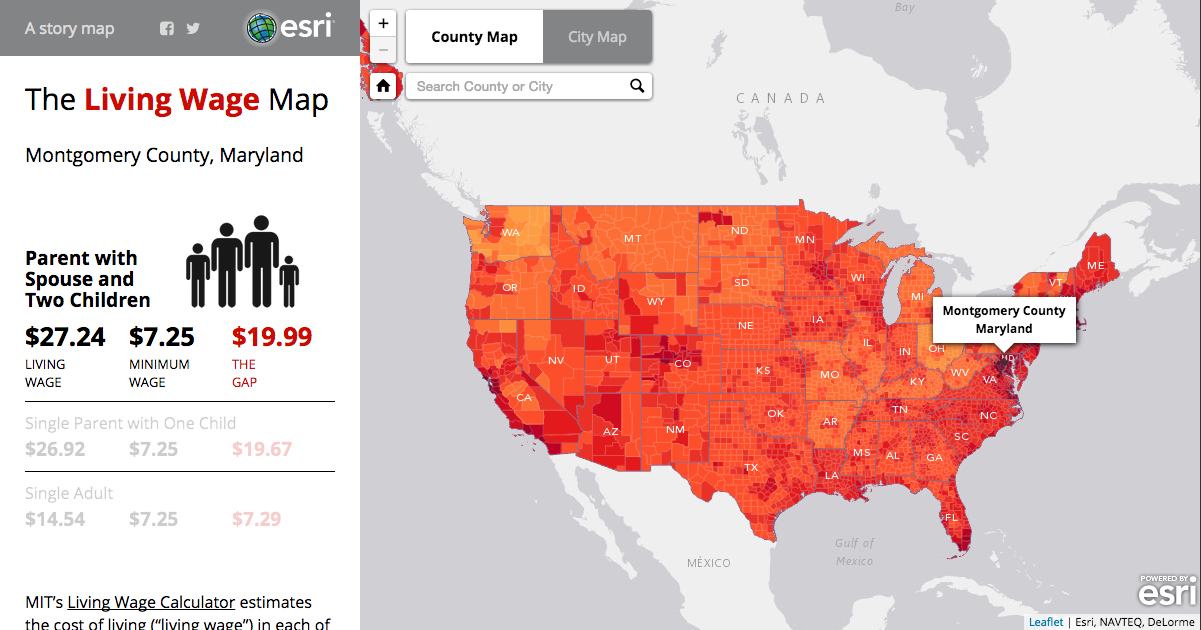 A story map
esri
The Living Wage Map
Montgomery County, Maryland
Parent with
Spouse and
Two Children
$27.24 $7.25 $19.99
LIVING WAGE
MINIMUM WAGE
THE GAP
Single Parent with One Child
$26.92 $7.25 $19.67
Single Adult
$14.54 $7.25 $7.29
MIT's Living Wage Calculator estimates
the cost of living ("living wage") in each of
+
−
County Map
City Map
Search County or City
Bay
CANADA
WA
MT
ND
MN
ME
OR
ID
WY
SD
WI
MI
VT
Montgomery County
Maryland
NE
IA
NV
UT
CO
KS
MO
IL
IN
OH
MD
WV
VA
KY
CA
AZ
NM
OK
AR
TN
NC
SC
TX
LA
MS
AL
GA
FL
MÉXICO
Gulf of
Mexico
POWERED BY
esri
Leaflet | Esri, NAVTEQ, DeLorme